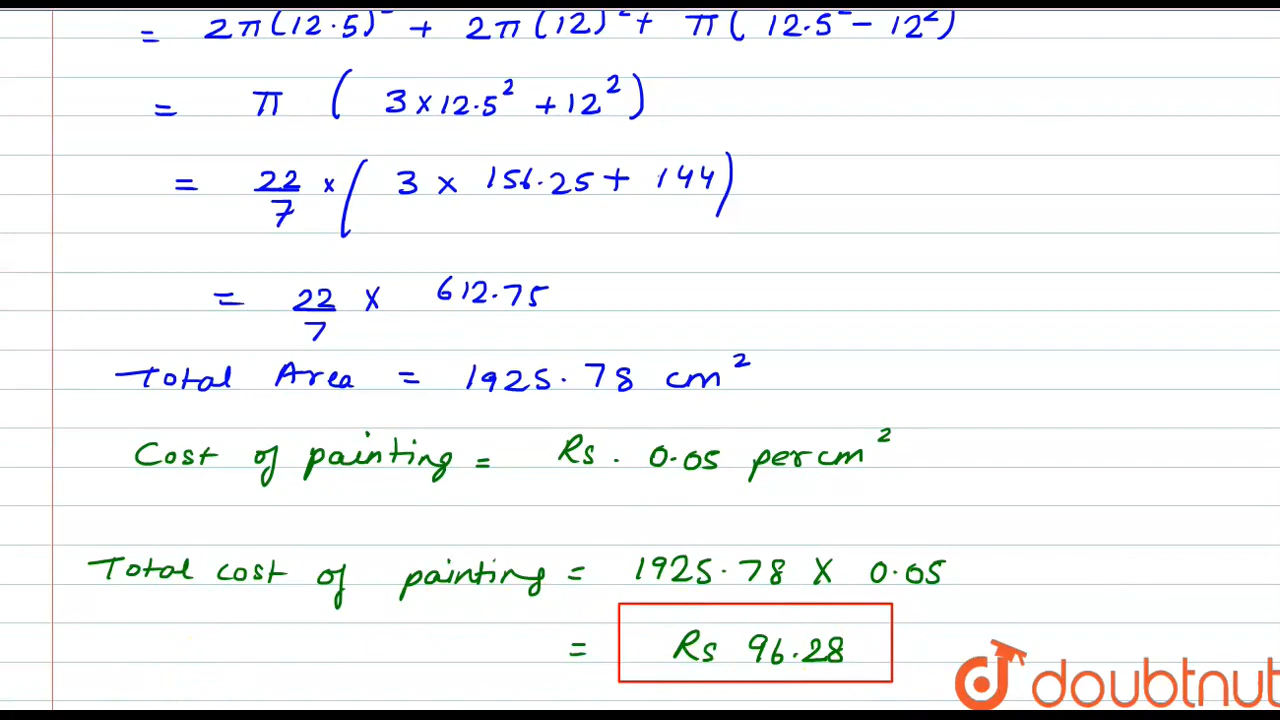 = 2π(12.5)² + 2π(12)² + π(12.5² - 12²)
= π (3×12.5² + 12²)
= 22/7 × (3 × 156.25 + 144)
= 22/7 × 612.75
Total Area = 1925.78 cm²
Cost of painting = Rs. 0.05 per cm²
Total cost of painting = 1925.78 × 0.05
= Rs 96.28
doubtnut